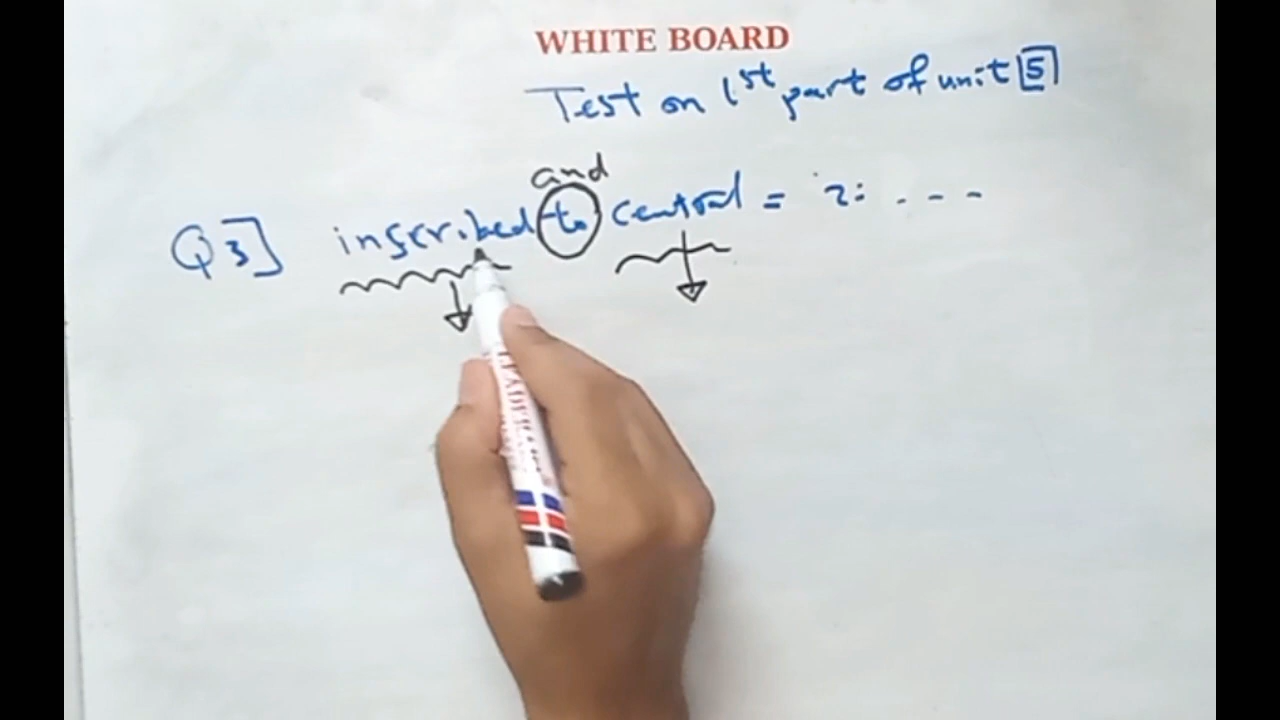 WHITE BOARD
Test on 1st part of unit 5
and
Q3] inscribed to central = 2: ---